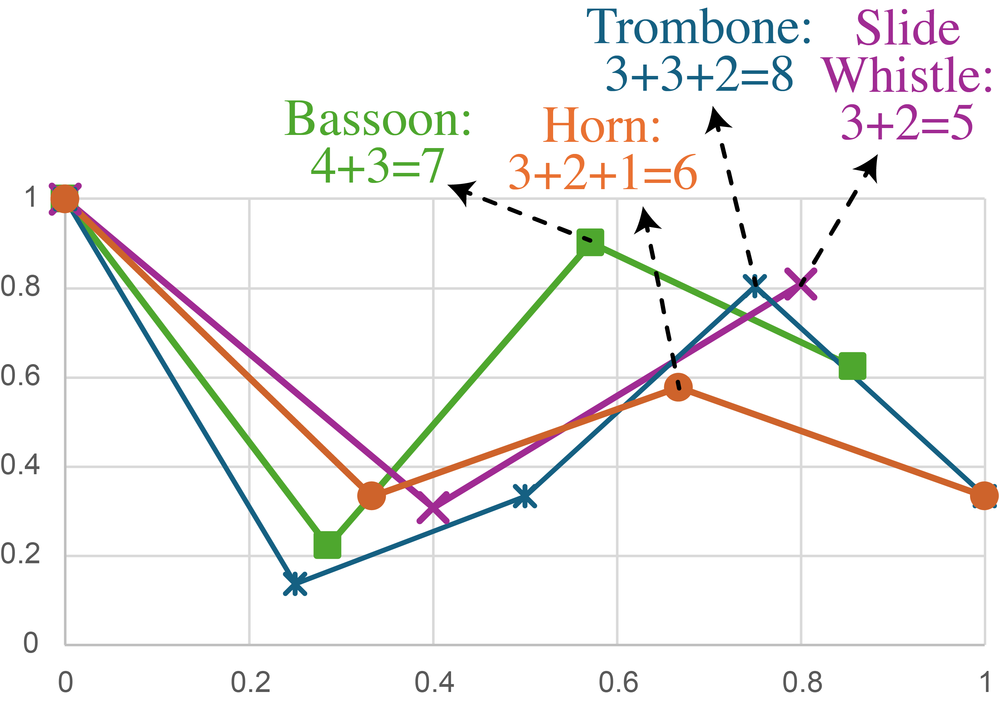 Trombone:
3+3+2=8
Slide
Whistle:
3+2=5
Bassoon:
4+3=7
Horn:
3+2+1=6
1
0.8
0.6
0.4
0.2
0
0 0.2 0.4 0.6 0.8 1